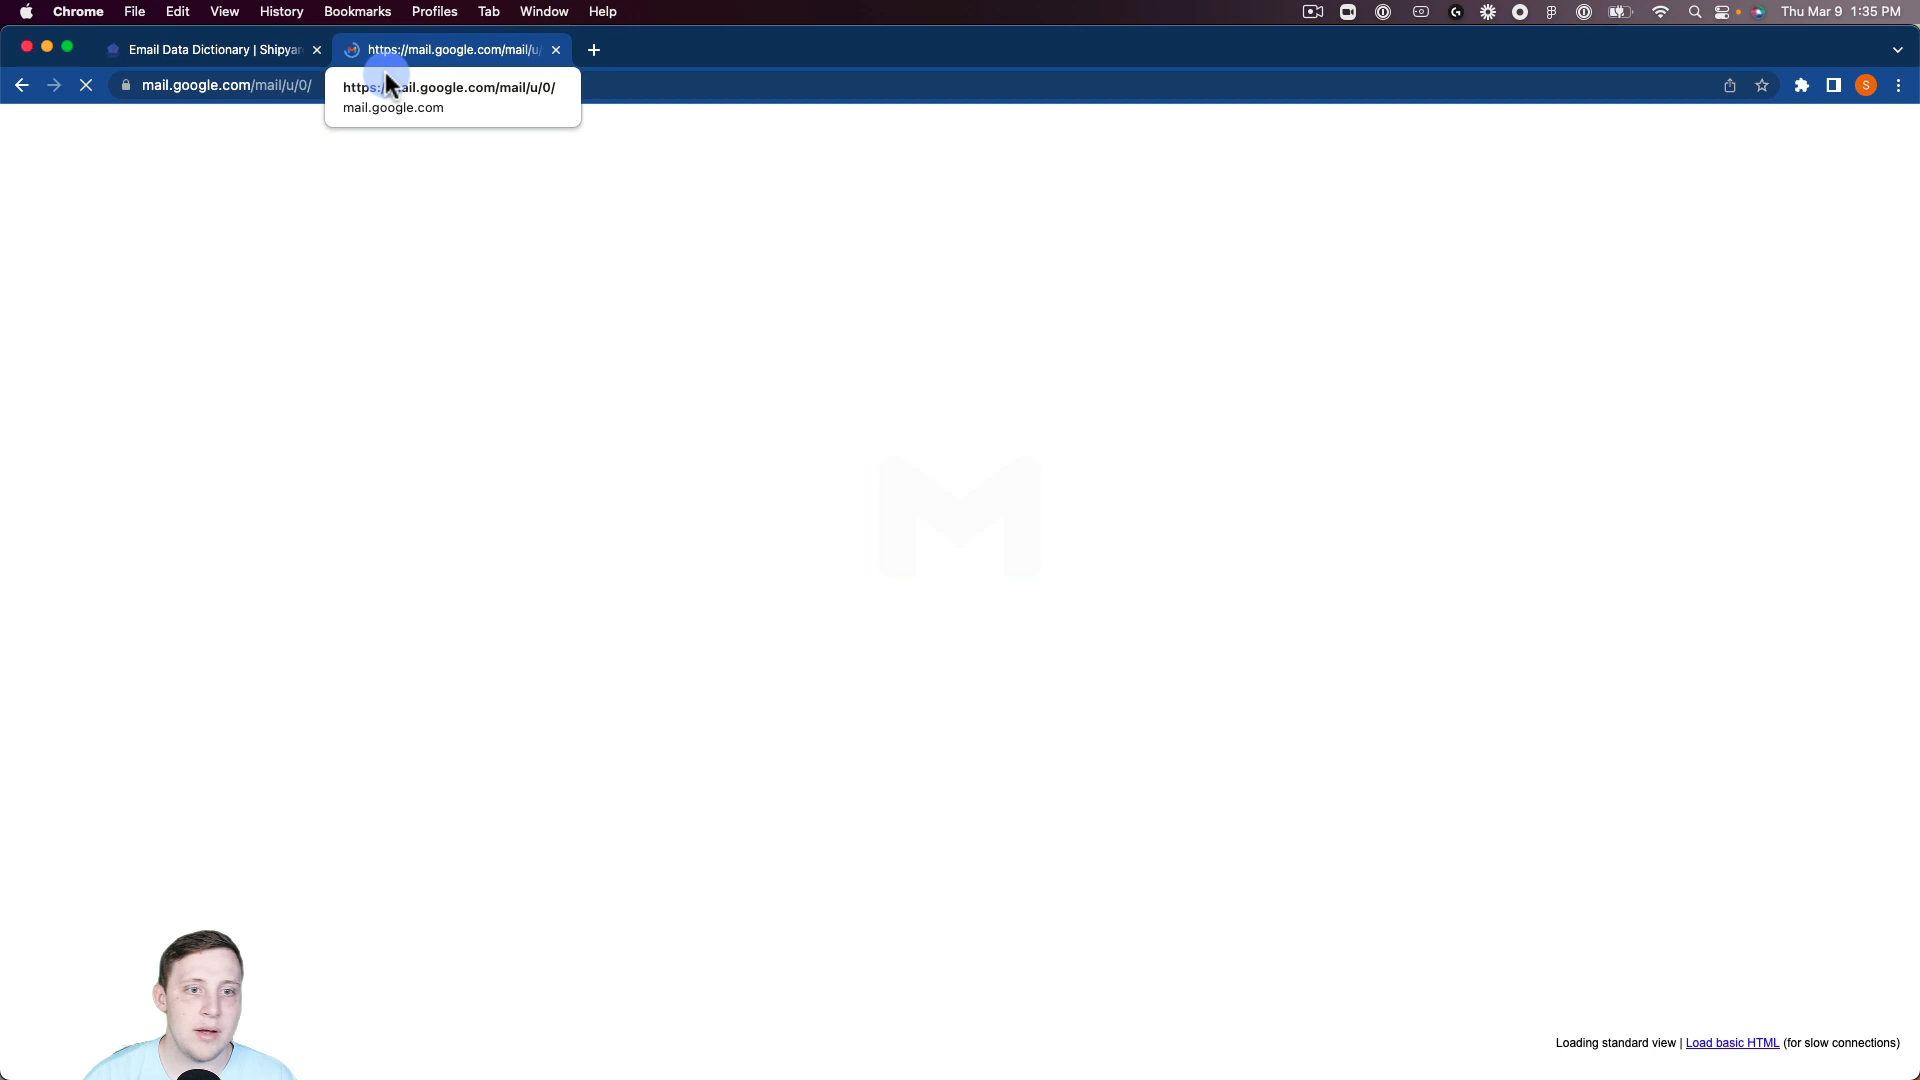 Chrome File Edit View History Bookmarks Profiles Tab Window Help Thu Mar 9 1:35 PM
Email Data Dictionary | Shipyar https://mail.google.com/mail/u/
mail.google.com/mail/u/0/ S
https:/ ail.google.com/mail/u/0/
mail.google.com
Loading standard view | Load basic HTML (for slow connections)